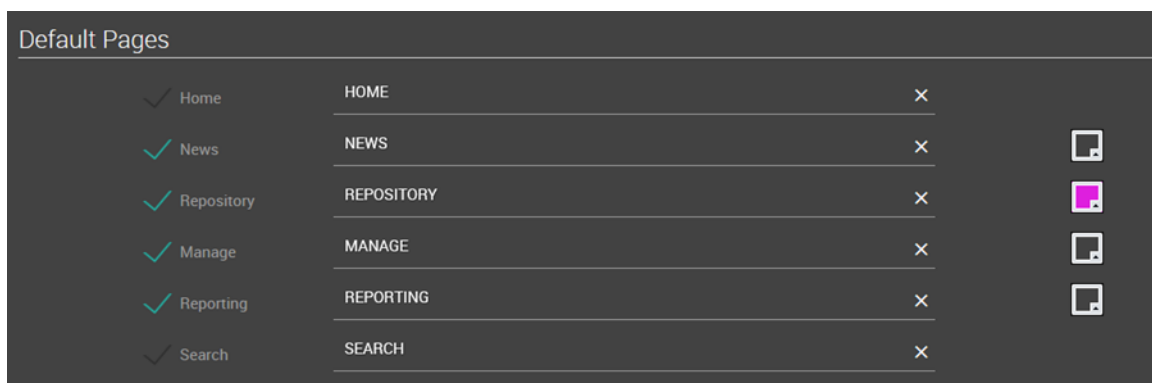 Default Pages
Home HOME
News NEWS
Repository REPOSITORY
Manage MANAGE
Reporting REPORTING
Search SEARCH